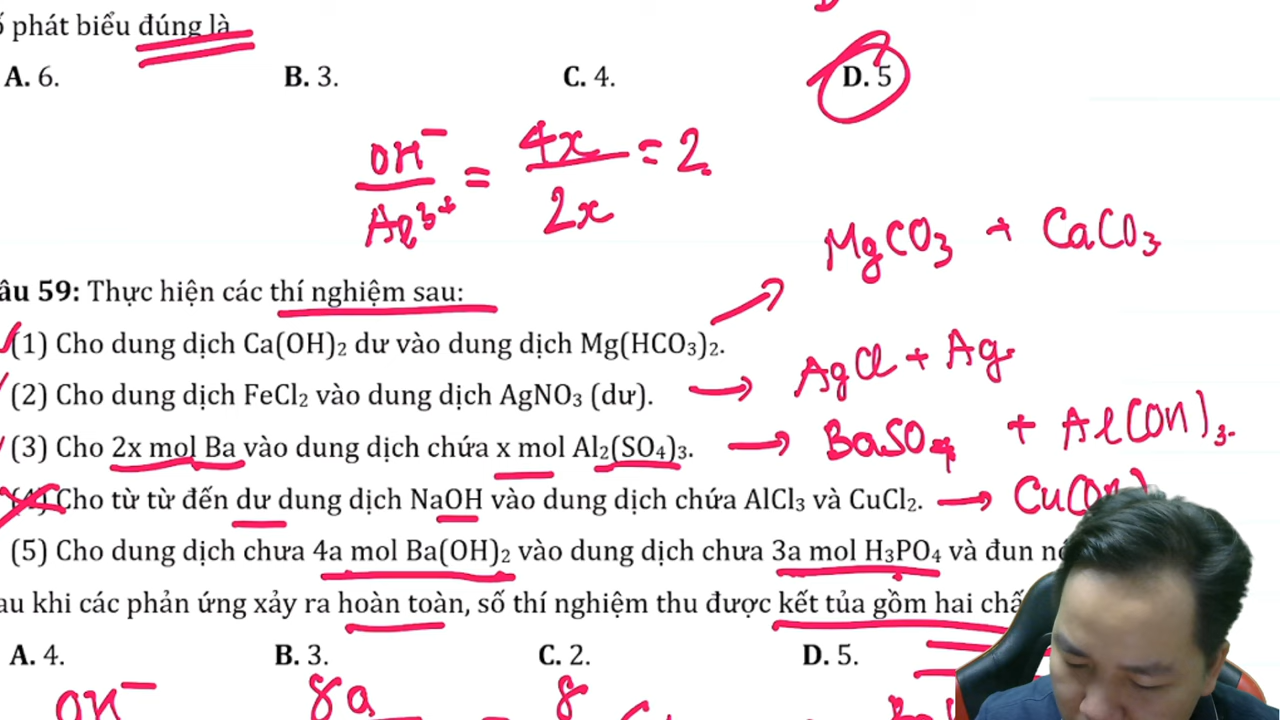 phát biểu đúng là
A. 6. B. 3. C. 4. D. 5
OH⁻ / Al³⁺ = 4x / 2x = 2.
MgCO₃ + CaCO₃
59: Thực hiện các thí nghiệm sau:
(1) Cho dung dịch Ca(OH)₂ dư vào dung dịch Mg(HCO₃)₂.
(2) Cho dung dịch FeCl₂ vào dung dịch AgNO₃ (dư). → AgCl + Ag.
(3) Cho 2x mol Ba vào dung dịch chứa x mol Al₂(SO₄)₃. → BaSO₄ + Al(OH)₃.
(4) Cho từ từ đến dư dung dịch NaOH vào dung dịch chứa AlCl₃ và CuCl₂. →
(5) Cho dung dịch chưa 4a mol Ba(OH)₂ vào dung dịch chưa 3a mol H₃PO₄ và đun
khi các phản ứng xảy ra hoàn toàn, số thí nghiệm thu được kết tủa gồm hai
A. 4. B. 3. C. 2. D. 5.
OH⁻ 8a 8